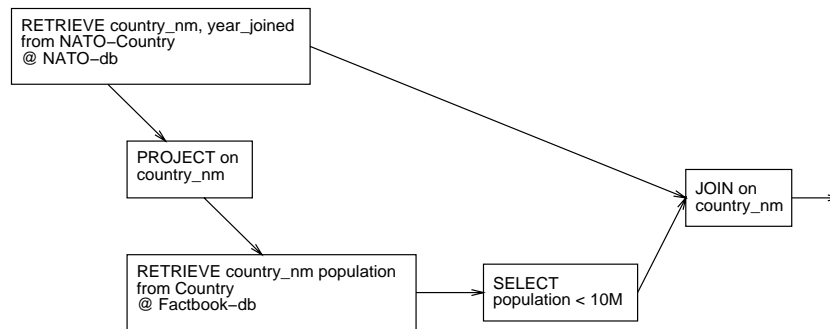 RETRIEVE country_nm, year_joined
from NATO−Country
@ NATO−db
PROJECT on
country_nm
JOIN on
country_nm
RETRIEVE country_nm population
from Country
@ Factbook−db
SELECT
population < 10M